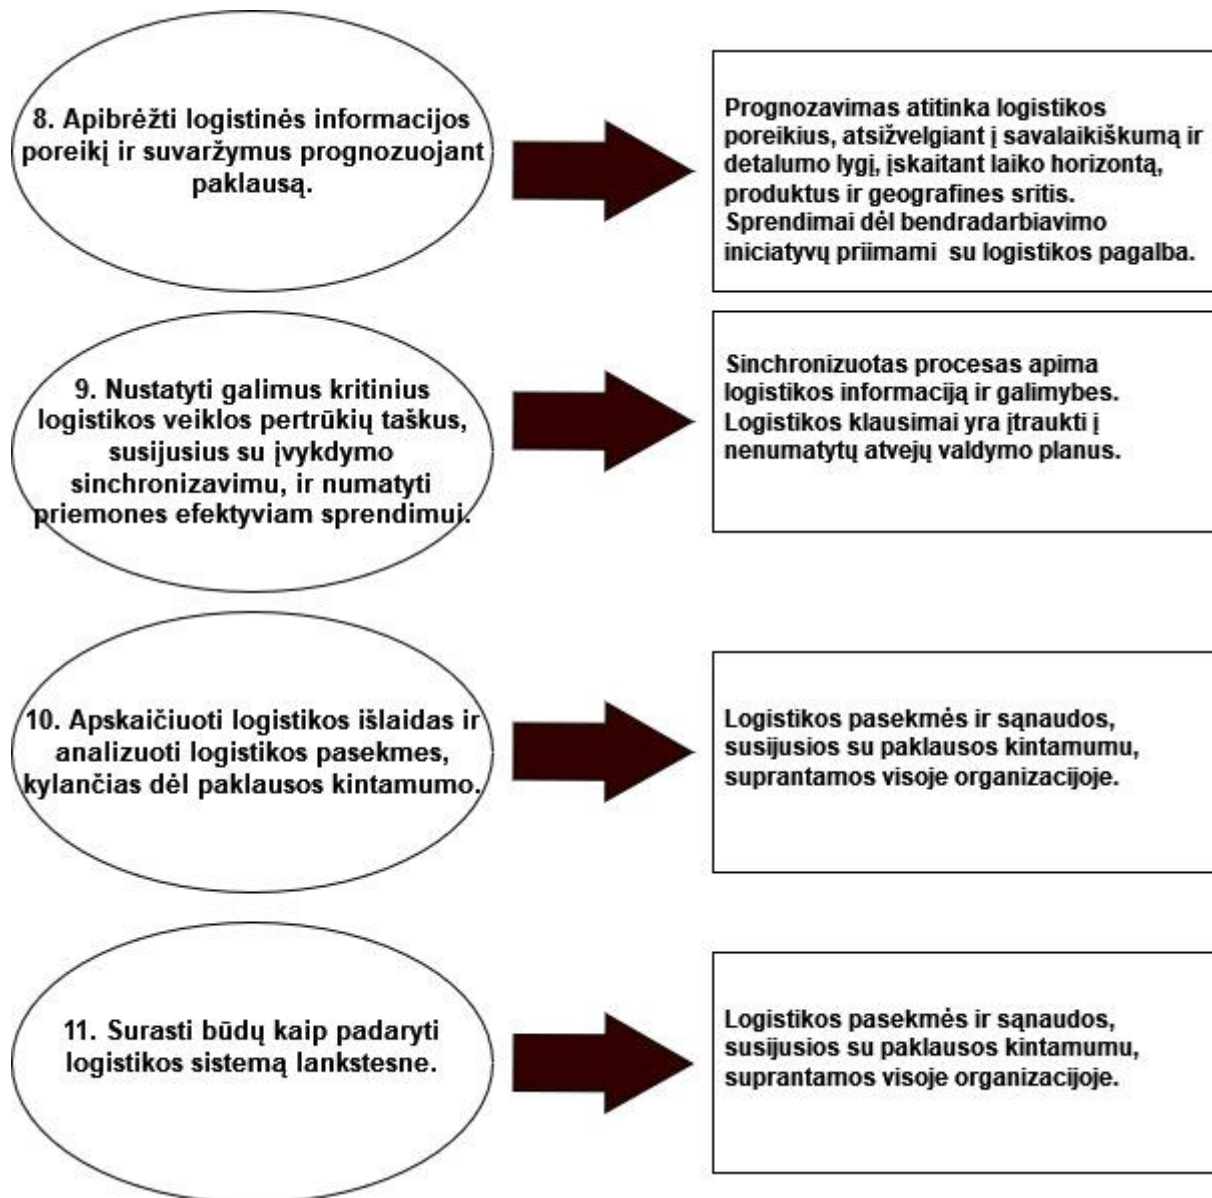 8. Apibrėžti logistinės informacijos
poreikį ir suvaržymus prognozuojant
paklausą.
Prognozavimas atitinka logistikos
poreikius, atsižvelgiant į savalaikiškumą ir
detalumo lygį, įskaitant laiko horizontą,
produktus ir geografines sritis.
Sprendimai dėl bendradarbiavimo
iniciatyvų priimami  su logistikos pagalba.
9. Nustatyti galimus kritinius
logistikos veiklos pertrūkių taškus,
susijusius su įvykdymo
sinchronizavimu, ir numatyti
priemones efektyviam sprendimui.
Sinchronizuotas procesas apima
logistikos informaciją ir galimybes.
Logistikos klausimai yra įtraukti į
nenumatytų atvejų valdymo planus.
10. Apskaičiuoti logistikos išlaidas ir
analizuoti logistikos pasekmes,
kylančias dėl paklausos kintamumo.
Logistikos pasekmės ir sąnaudos,
susijusios su paklausos kintamumu,
suprantamos visoje organizacijoje.
11. Surasti būdų kaip padaryti
logistikos sistemą lankstesne.
Logistikos pasekmės ir sąnaudos,
susijusios su paklausos kintamumu,
suprantamos visoje organizacijoje.